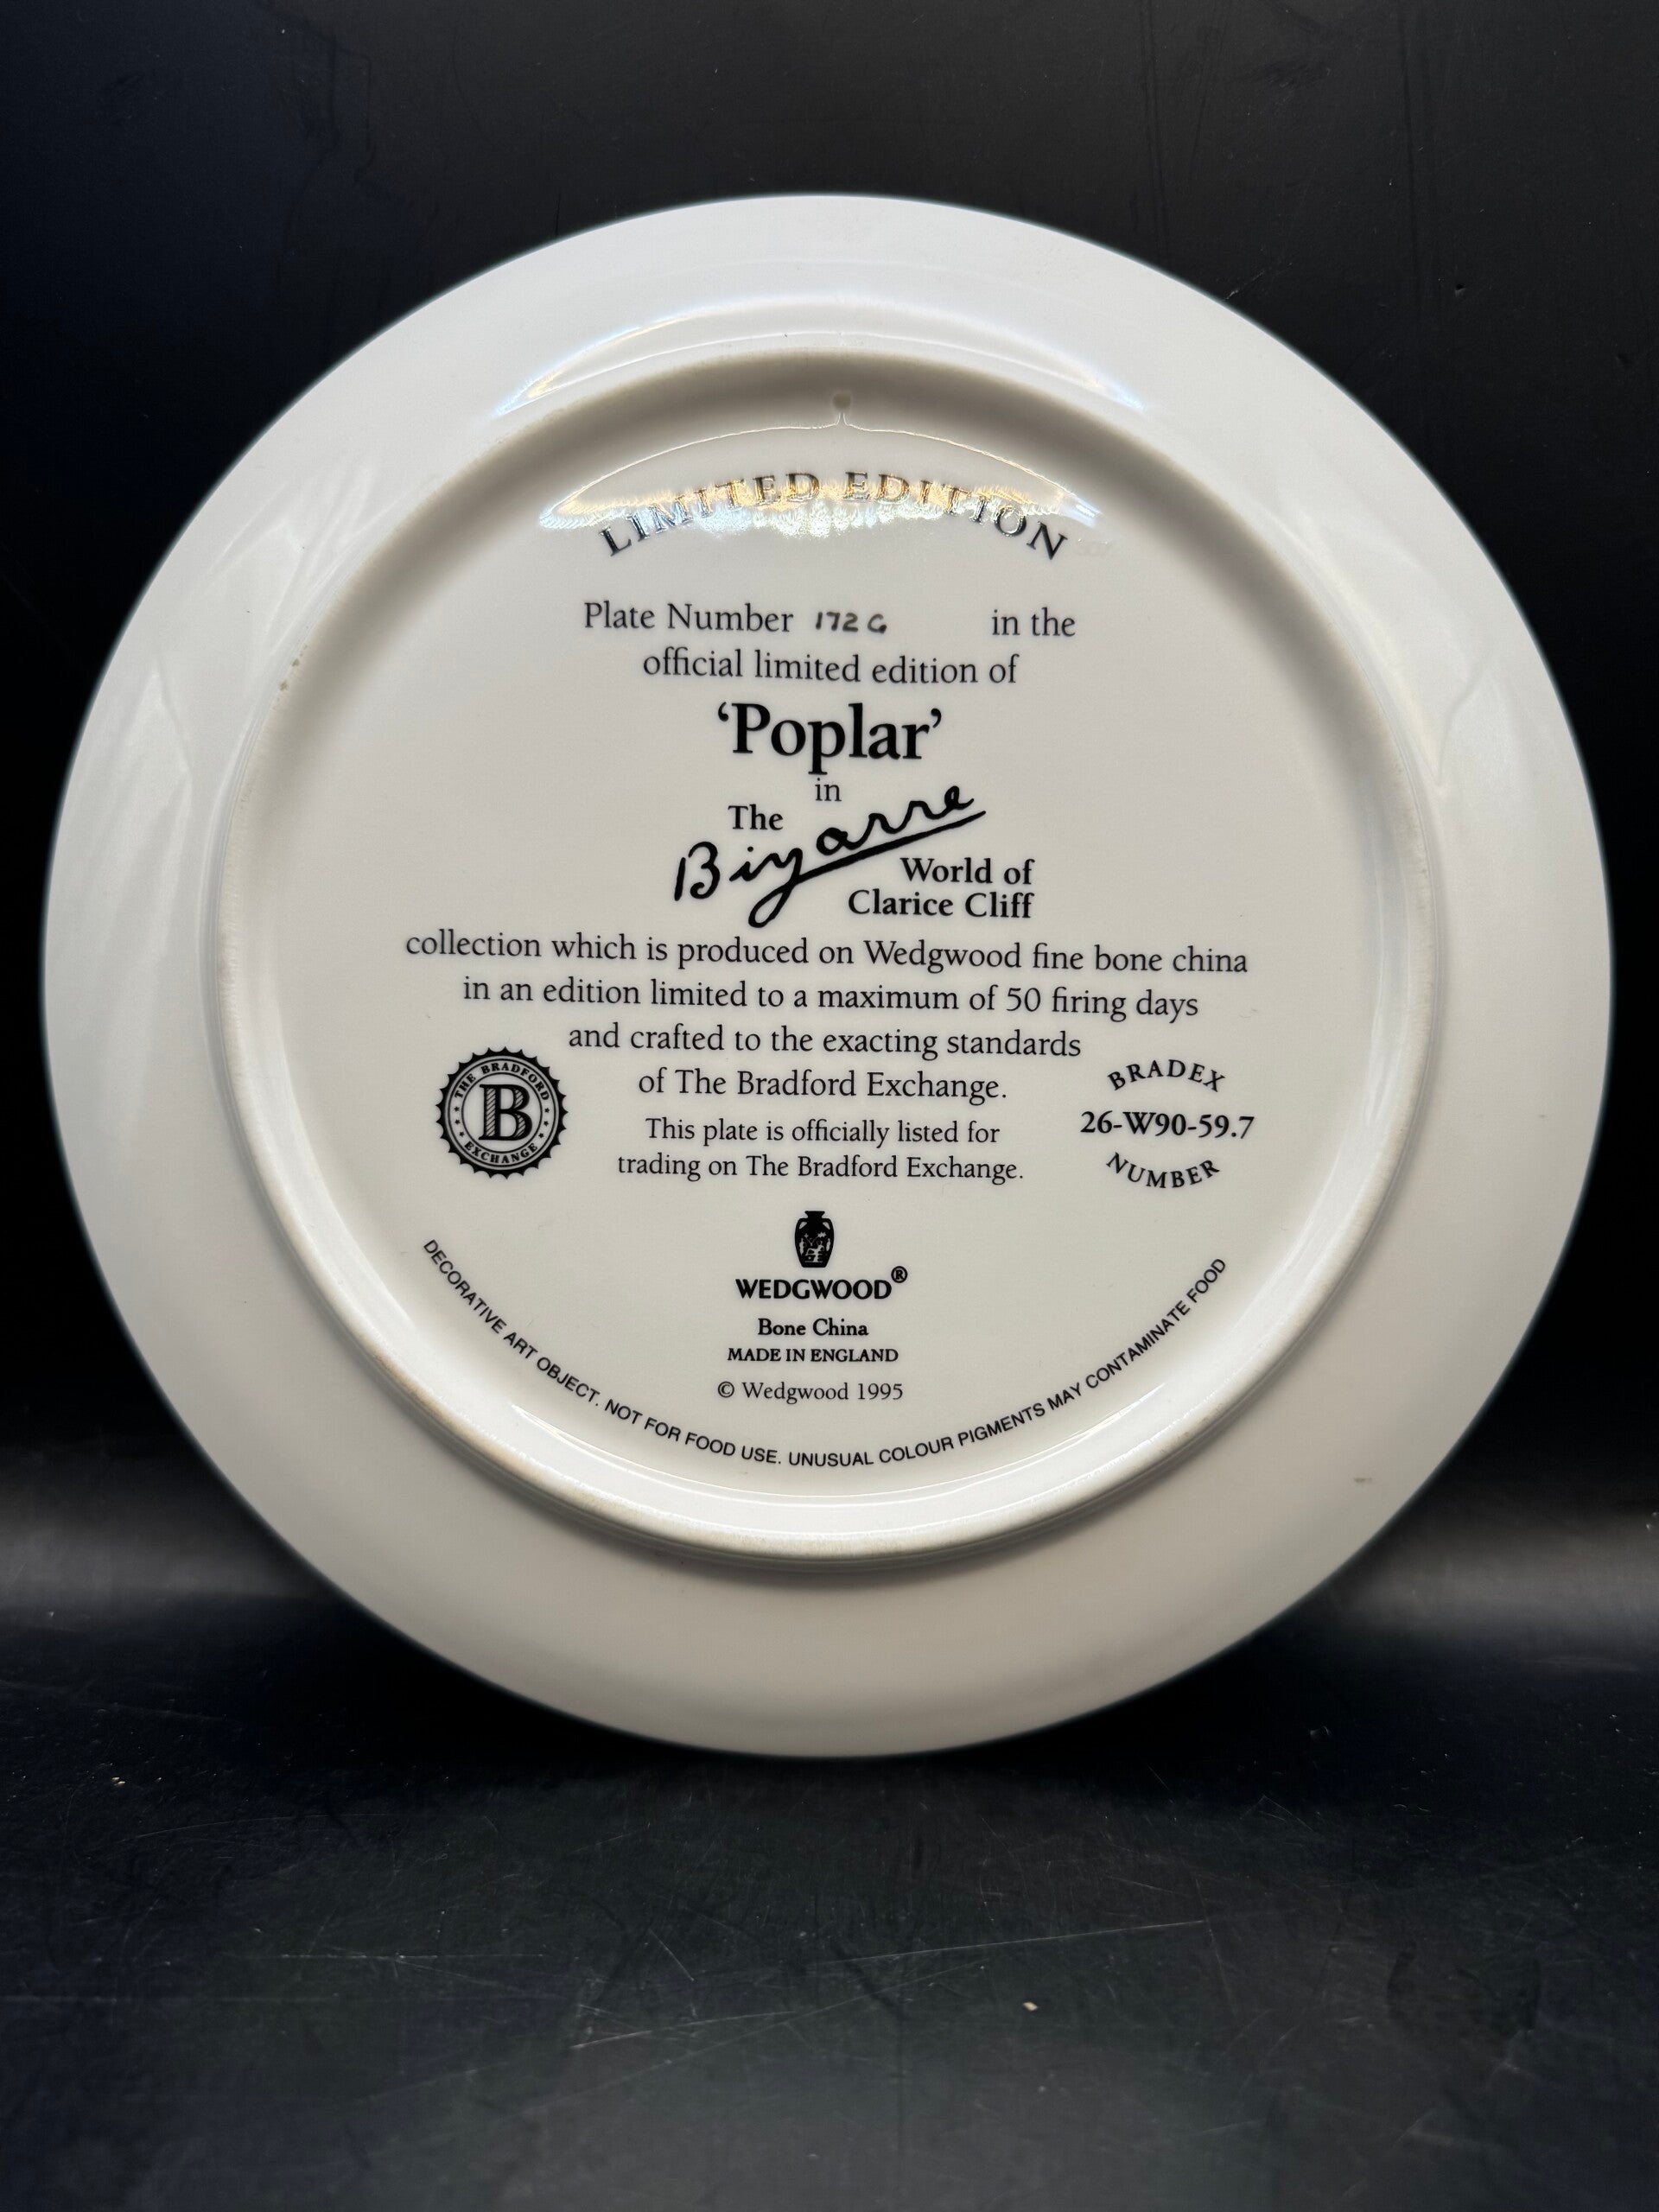 LIMITED EDITION
Plate Number 172G in the
official limited edition of
‘Poplar’
in
The
Bizarre
World of
Clarice Cliff
collection which is produced on Wedgwood fine bone china
in an edition limited to a maximum of 50 firing days
and crafted to the exacting standards
of The Bradford Exchange.
This plate is officially listed for
trading on The Bradford Exchange.
THE BRADFORD
B
EXCHANGE
BRADEX
26-W90-59.7
NUMBER
WEDGWOOD®
Bone China
MADE IN ENGLAND
© Wedgwood 1995
DECORATIVE ART OBJECT. NOT FOR FOOD USE. UNUSUAL COLOUR PIGMENTS MAY CONTAMINATE FOOD